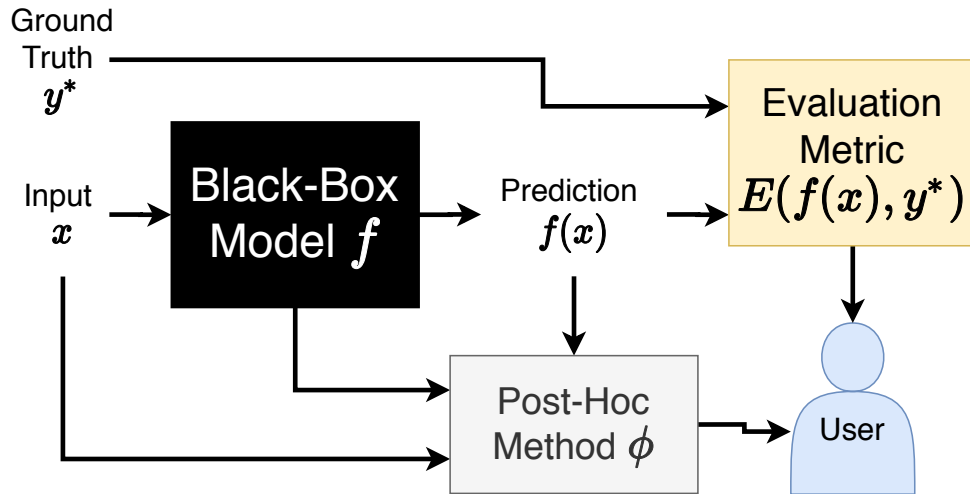 Ground
Truth
y*
Input
x
Black-Box
Model f
Prediction
f(x)
Evaluation
Metric
E(f(x), y*)
Post-Hoc
Method ϕ
User